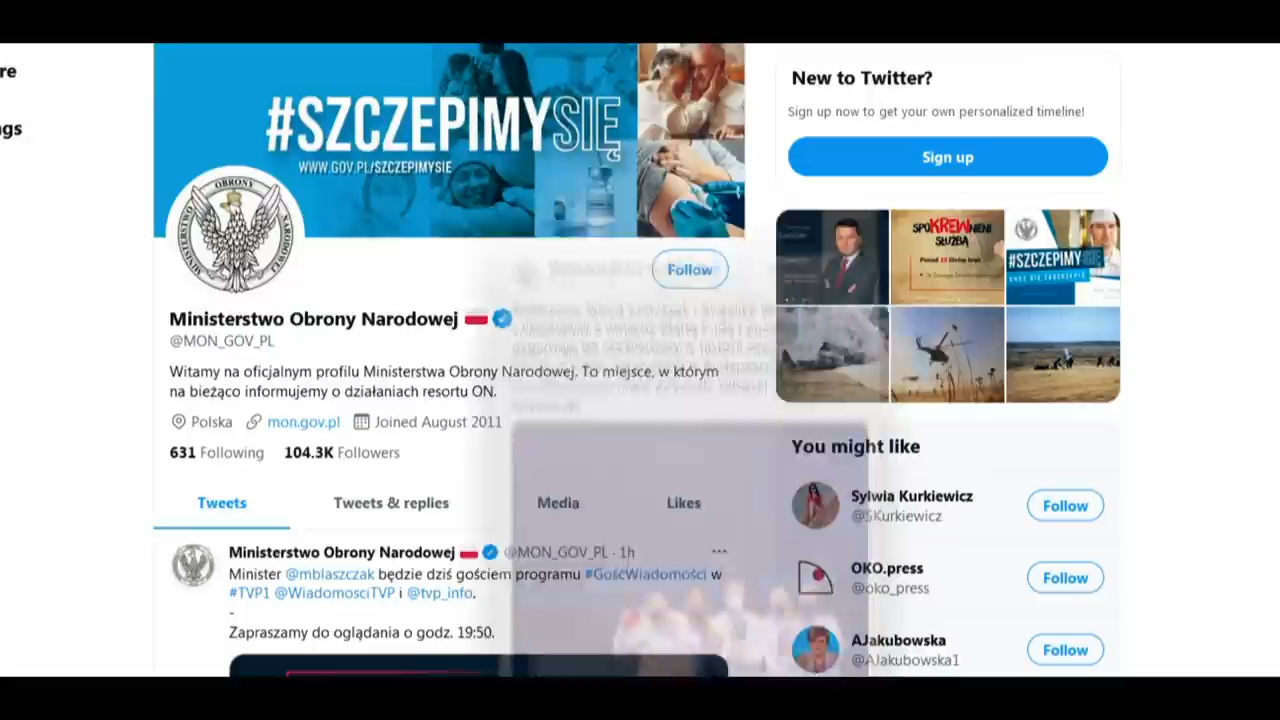 re
gs
#SZCZEPIMYSIĘ
WWW.GOV.PL/SZCZEPIMYSIE
MINISTERSTWO OBRONY NARODOWEJ
Follow
Ministerstwo Obrony Narodowej
@MON_GOV_PL
Witamy na oficjalnym profilu Ministerstwa Obrony Narodowej. To miejsce, w którym
na bieżąco informujemy o działaniach resortu ON.
Polska mon.gov.pl Joined August 2011
631 Following 104.3K Followers
Tweets Tweets & replies Media Likes
Ministerstwo Obrony Narodowej @MON_GOV_PL · 1h
Minister @mblaszczak będzie dziś gościem programu #GośćWiadomości w
#TVP1 @WiadomosciTVP i @tvp_info.
-
Zapraszamy do oglądania o godz. 19:50.
New to Twitter?
Sign up now to get your own personalized timeline!
Sign up
SPOKREWNIENI
SŁUŻBĄ
#SZCZEPIMYSIĘ
You might like
Sylwia Kurkiewicz
@SKurkiewicz
Follow
OKO.press
@oko_press
Follow
AJakubowska
@AJakubowska1
Follow